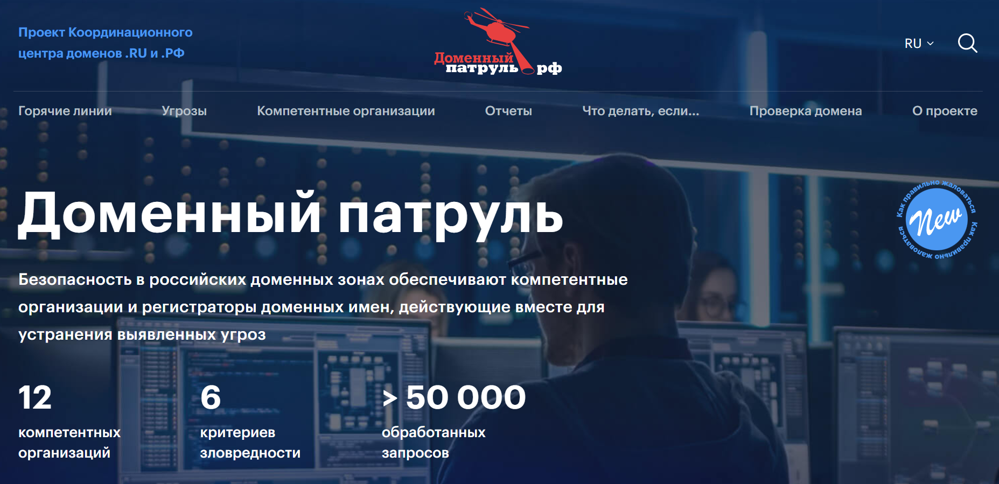 Проект Координационного
центра доменов .RU и .РФ
Доменный
патруль рф
RU
Горячие линии Угрозы Компетентные организации Отчеты Что делать, если... Проверка домена О проекте
Доменный патруль
Как правильно жаловаться
Как правильно жаловаться
New
Безопасность в российских доменных зонах обеспечивают компетентные
организации и регистраторы доменных имен, действующие вместе для
устранения выявленных угроз
12 6 > 50 000
компетентных критериев обработанных
организаций зловредности запросов